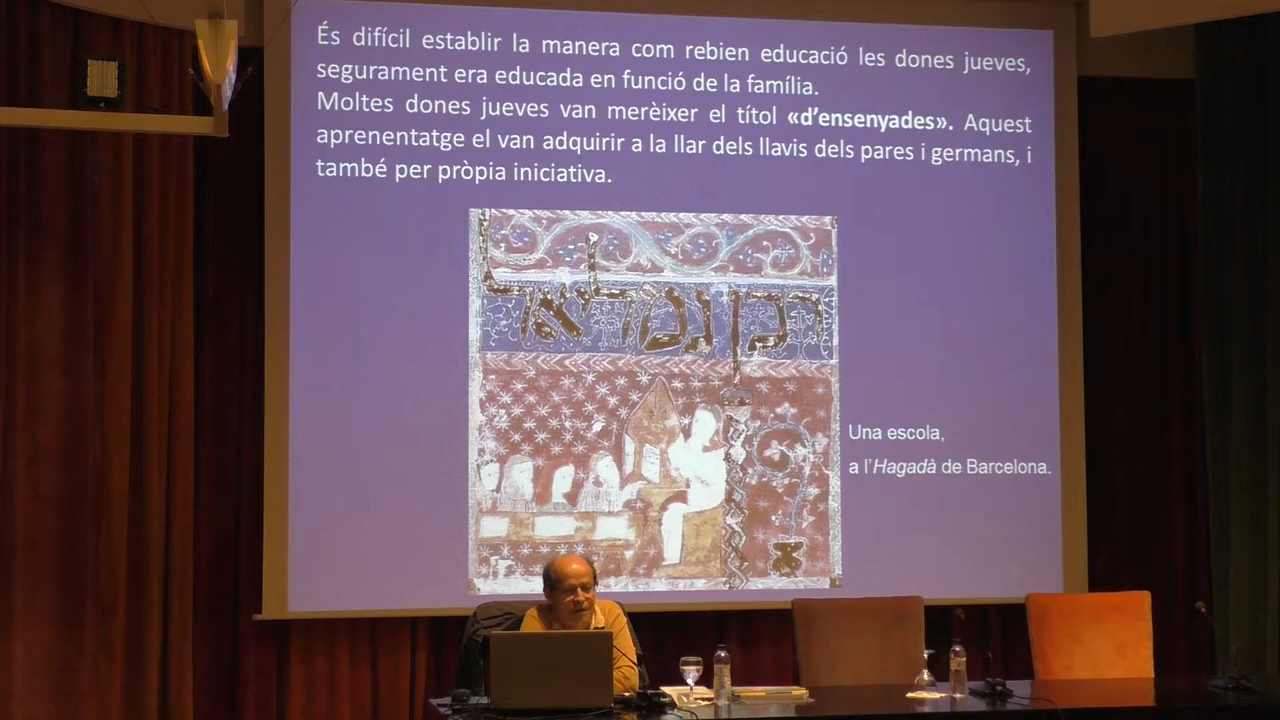 És difícil establir la manera com rebien educació les dones jueves,
segurament era educada en funció de la família.
Moltes dones jueves van merèixer el títol «d’ensenyades». Aquest
aprenentatge el van adquirir a la llar dels llavis dels pares i germans, i
també per pròpia iniciativa.
רבן גמליאל
Una escola,
a l’Hagadà de Barcelona.